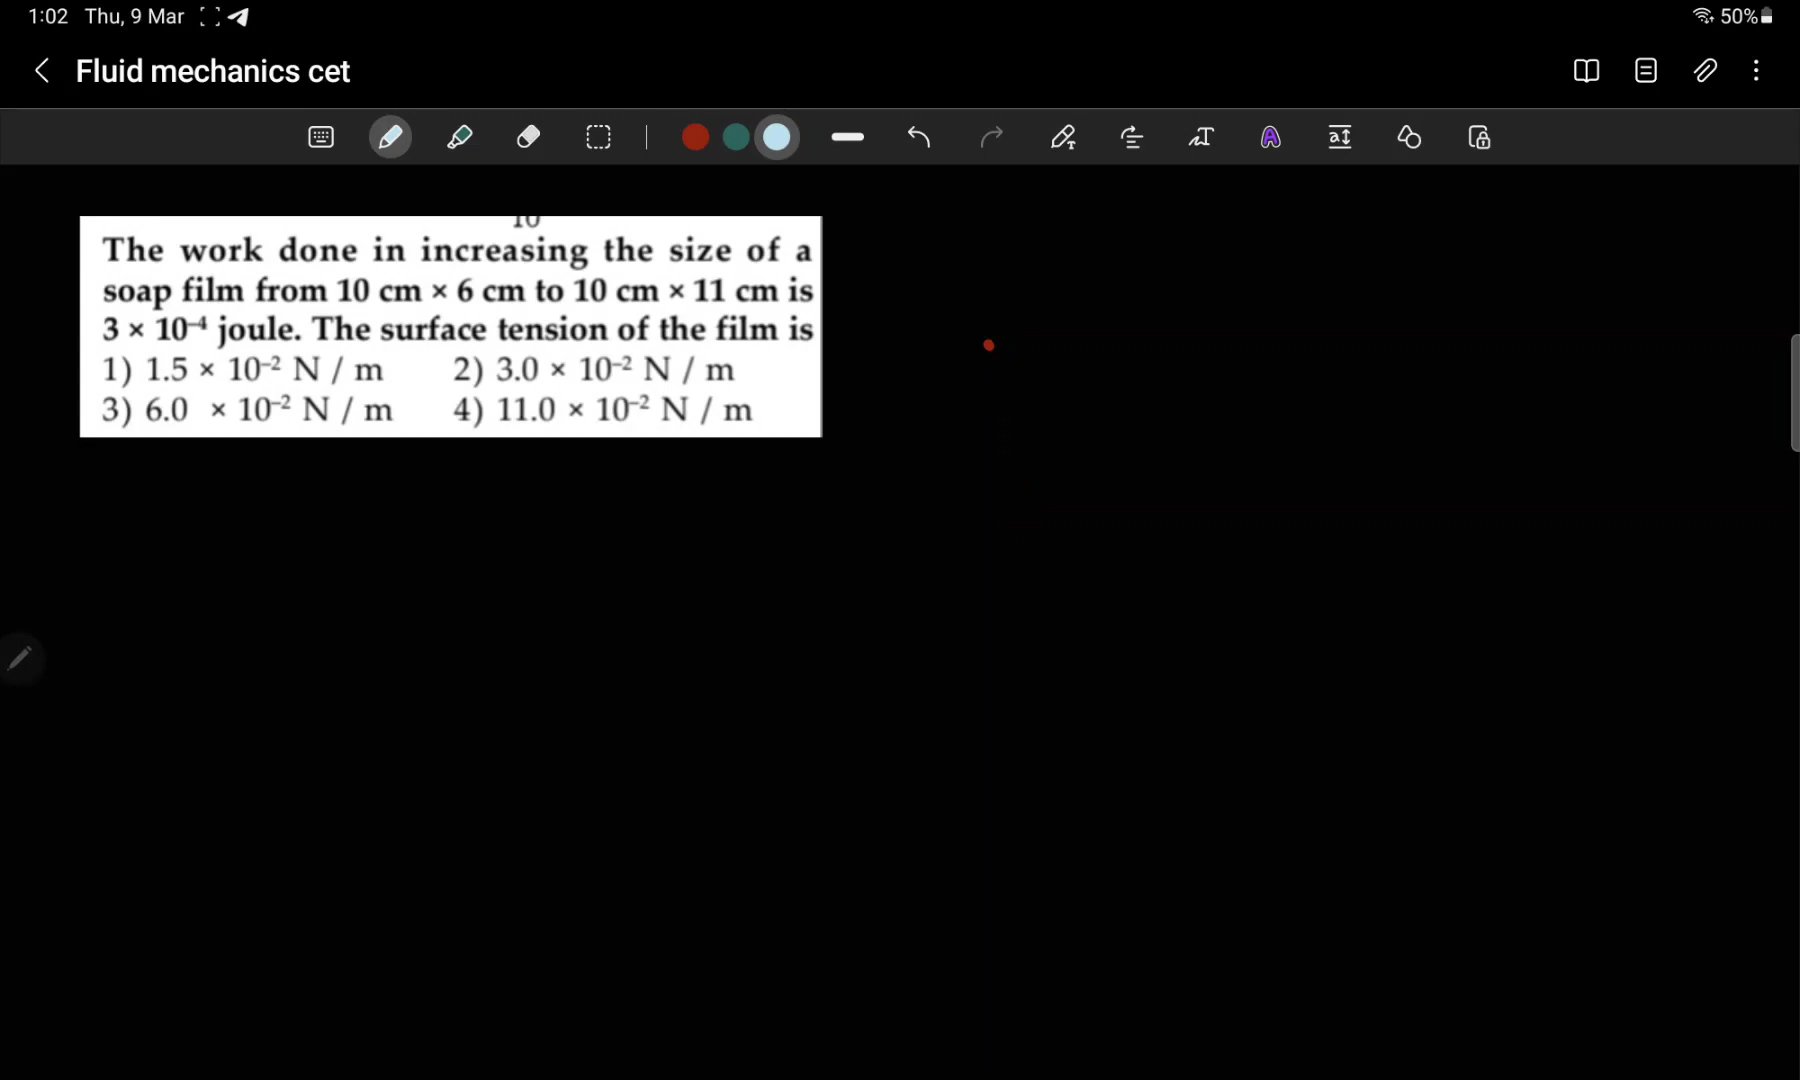 1:02 Thu, 9 Mar 50%
Fluid mechanics cet
10
The work done in increasing the size of a
soap film from 10 cm × 6 cm to 10 cm × 11 cm is
3 × 10⁻⁴ joule. The surface tension of the film is
1) 1.5 × 10⁻² N / m 2) 3.0 × 10⁻² N / m
3) 6.0 × 10⁻² N / m 4) 11.0 × 10⁻² N / m